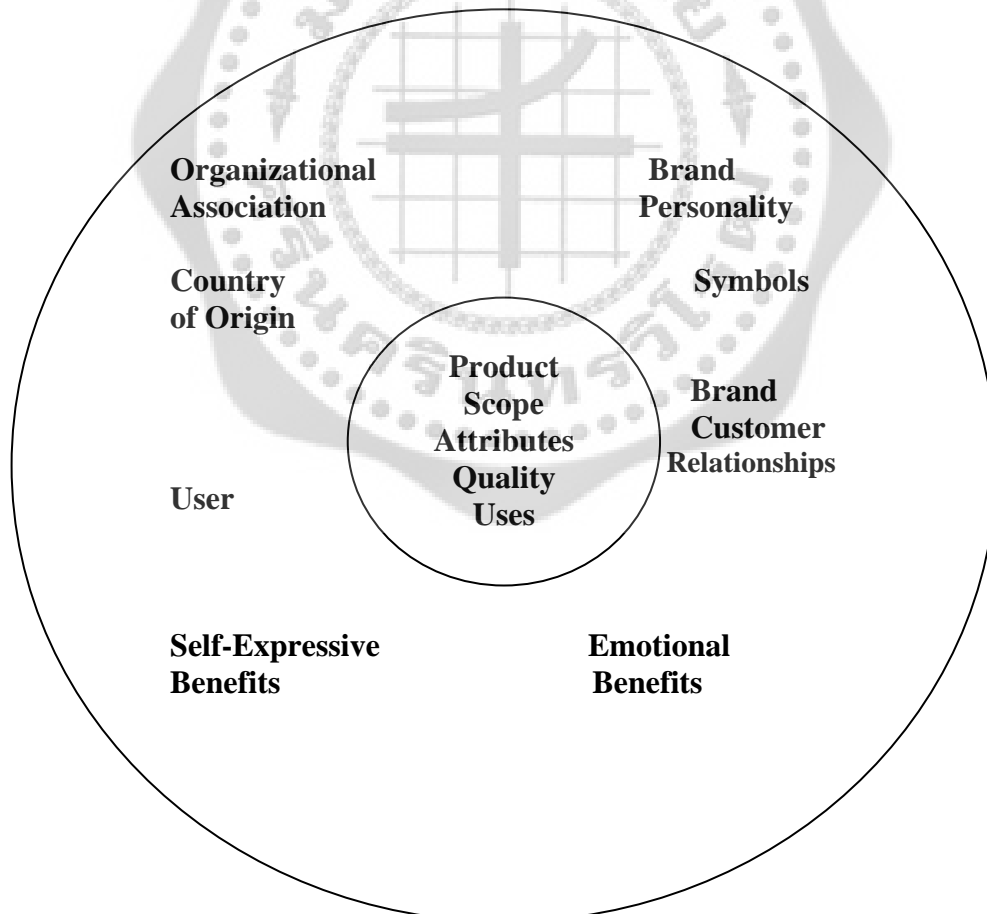 Organizational
Association
Brand
Personality
Country
of Origin
Symbols
Product
Scope
Attributes
Quality
Uses
Brand
Customer
Relationships
User
Self-Expressive
Benefits
Emotional
Benefits